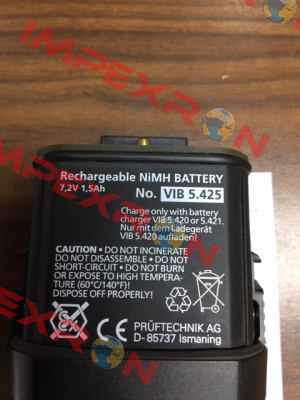 IMPEXRON
Rechargeable NiMH BATTERY
7,2V 1,5Ah
No. VIB 5.425
Charge only with battery
charger VIB 5.420 or 5.421.
Nur mit dem Ladegerät
VIB 5.420 aufladen!
CAUTION • DO NOT INCINERATE
DO NOT DISASSEMBLE • DO NOT
SHORT-CIRCUIT • DO NOT BURN
OR EXPOSE TO HIGH TEMPERA-
TURE (60°C/140°F)!
DISPOSE OFF PROPERLY!
CE
PRÜFTECHNIK AG
D- 85737 Ismaning
IMPEXRON